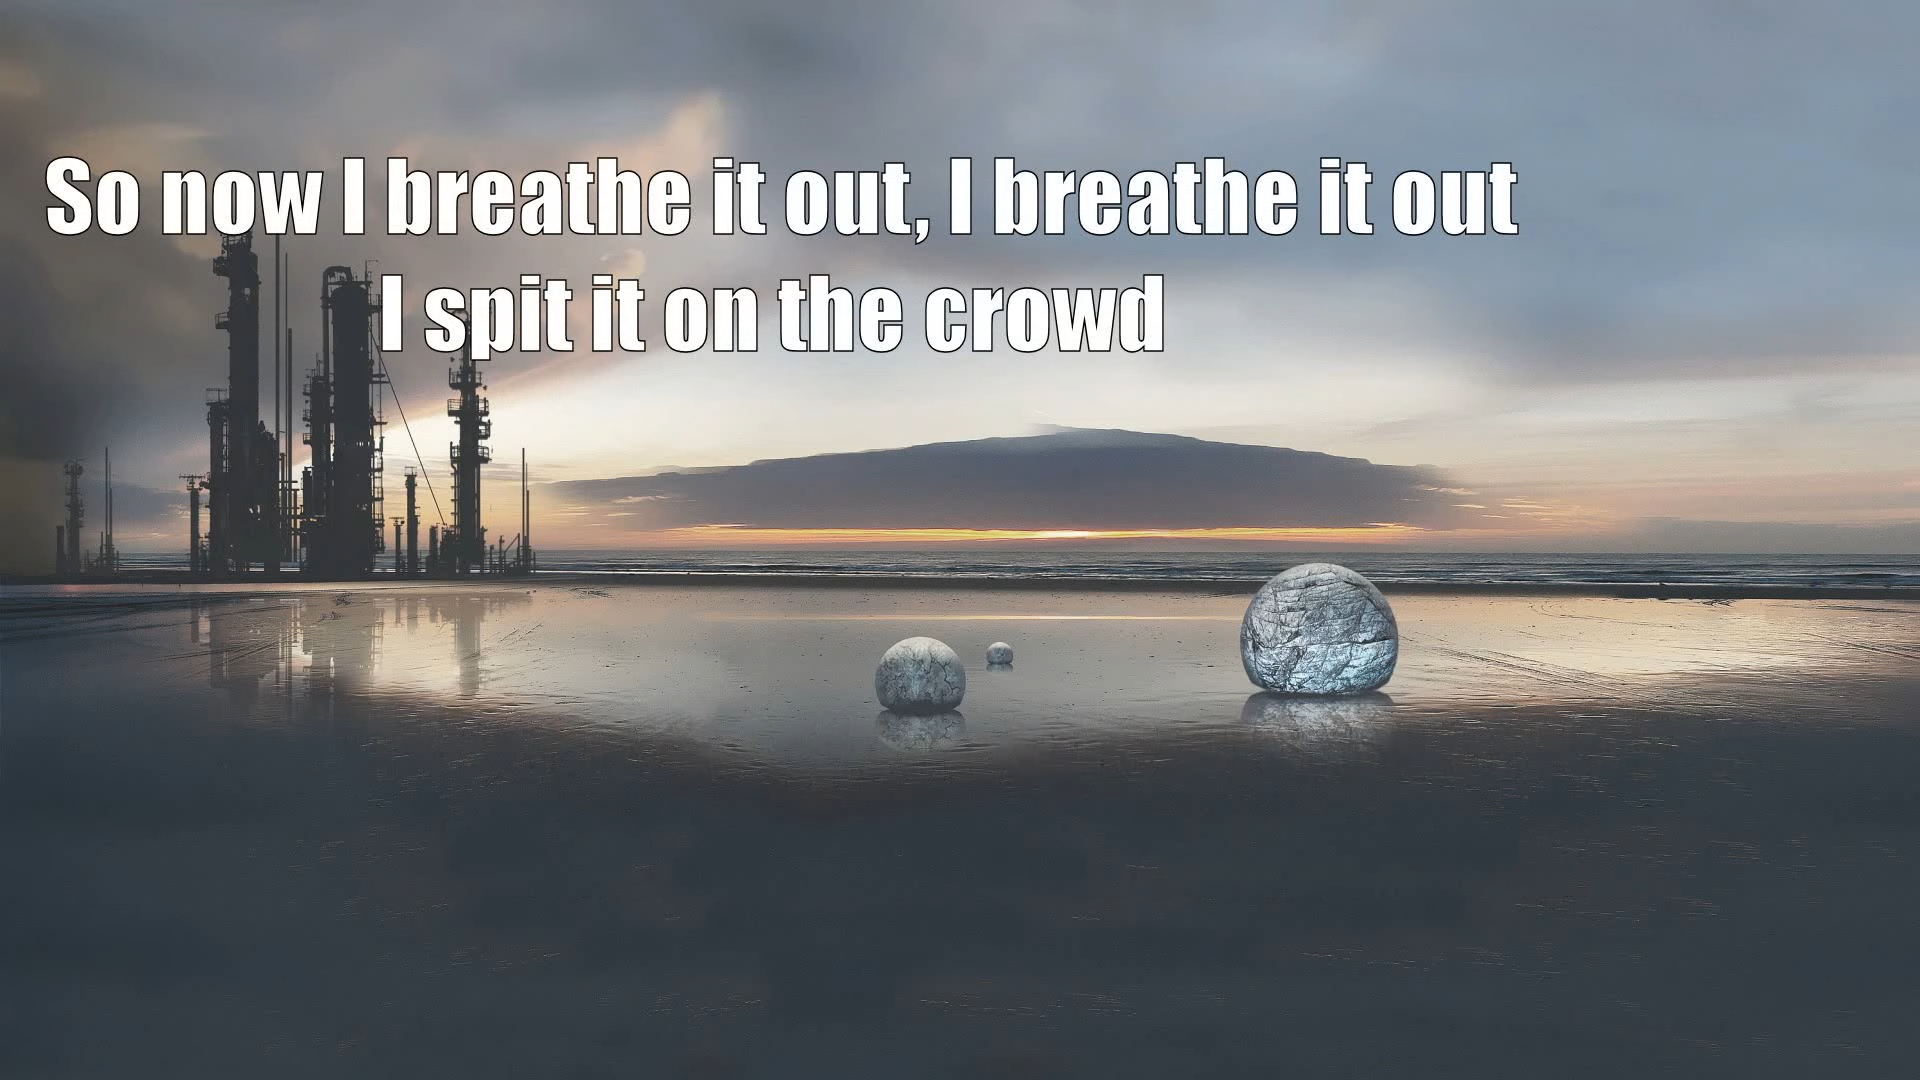 So now I breathe it out, I breathe it out
I spit it on the crowd